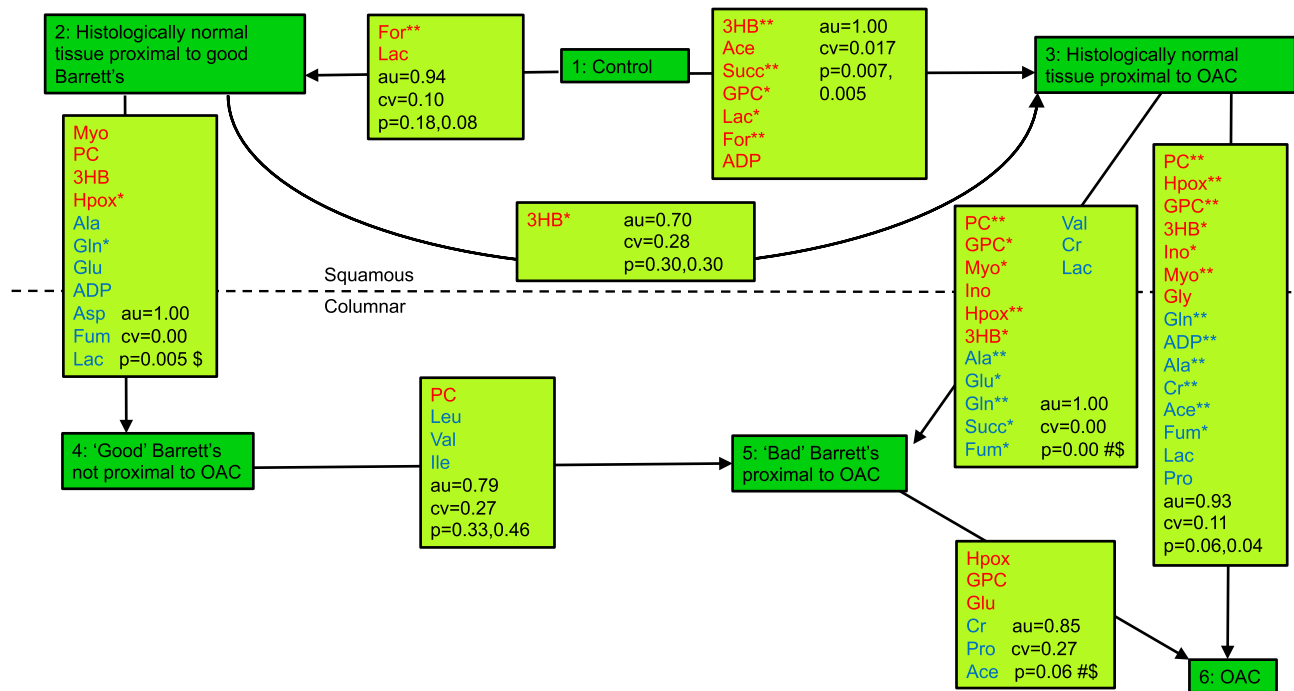 2: Histologically normal
tissue proximal to good
Barrett's
For**
Lac
au=0.94
cv=0.10
p=0.18,0.08
1: Control
3HB** au=1.00
Ace cv=0.017
Succ** p=0.007,
GPC* 0.005
Lac*
For**
ADP
3: Histologically normal
tissue proximal to OAC
Myo
PC
3HB
Hpox*
Ala
Gln*
Glu
ADP
Asp au=1.00
Fum cv=0.00
Lac p=0.005 $
3HB* au=0.70
cv=0.28
p=0.30,0.30
Squamous
Columnar
PC** Val
GPC* Cr
Myo* Lac
Ino
Hpox**
3HB*
Ala**
Glu*
Gln** au=1.00
Succ* cv=0.00
Fum* p=0.00 #$
PC**
Hpox**
GPC**
3HB*
Ino*
Myo**
Gly
Gln**
ADP**
Ala**
Cr**
Ace**
Fum*
Lac
Pro
au=0.93
cv=0.11
p=0.06,0.04
4: ‘Good’ Barrett's
not proximal to OAC
PC
Leu
Val
Ile
au=0.79
cv=0.27
p=0.33,0.46
5: ‘Bad’ Barrett's
proximal to OAC
Hpox
GPC
Glu
Cr au=0.85
Pro cv=0.27
Ace p=0.06 #$
6: OAC